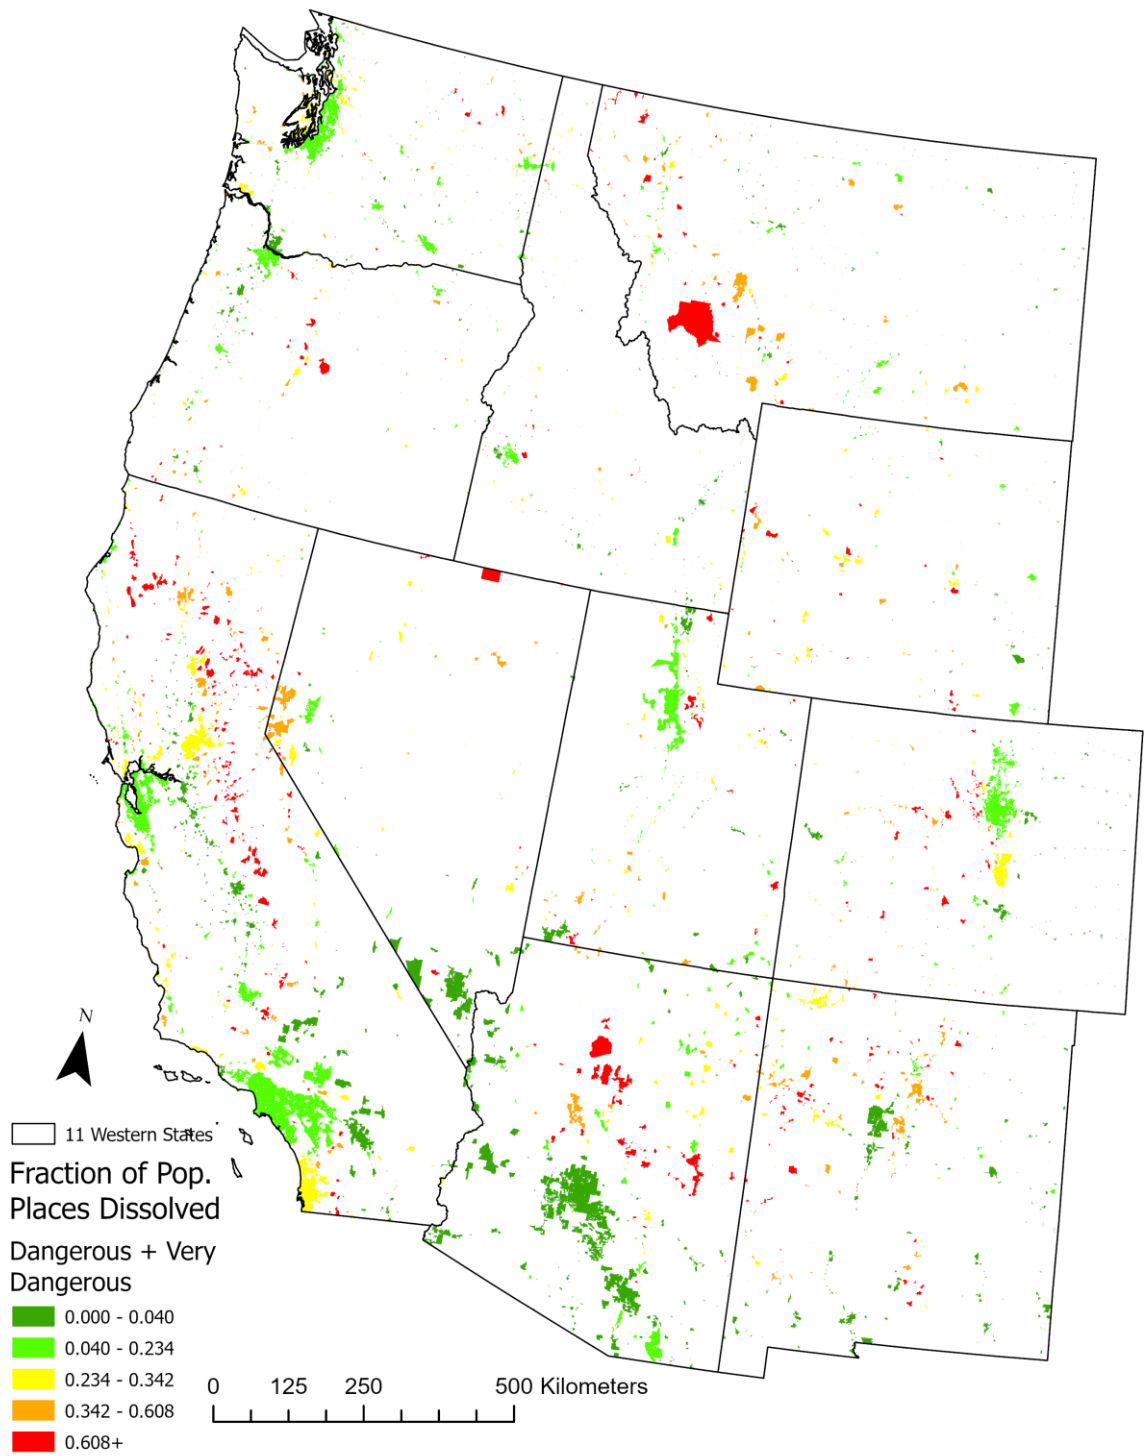 N
11 Western States
Fraction of Pop.
Places Dissolved
Dangerous + Very
Dangerous
0.000 - 0.040
0.040 - 0.234
0.234 - 0.342
0.342 - 0.608
0.608+
0 125 250 500 Kilometers